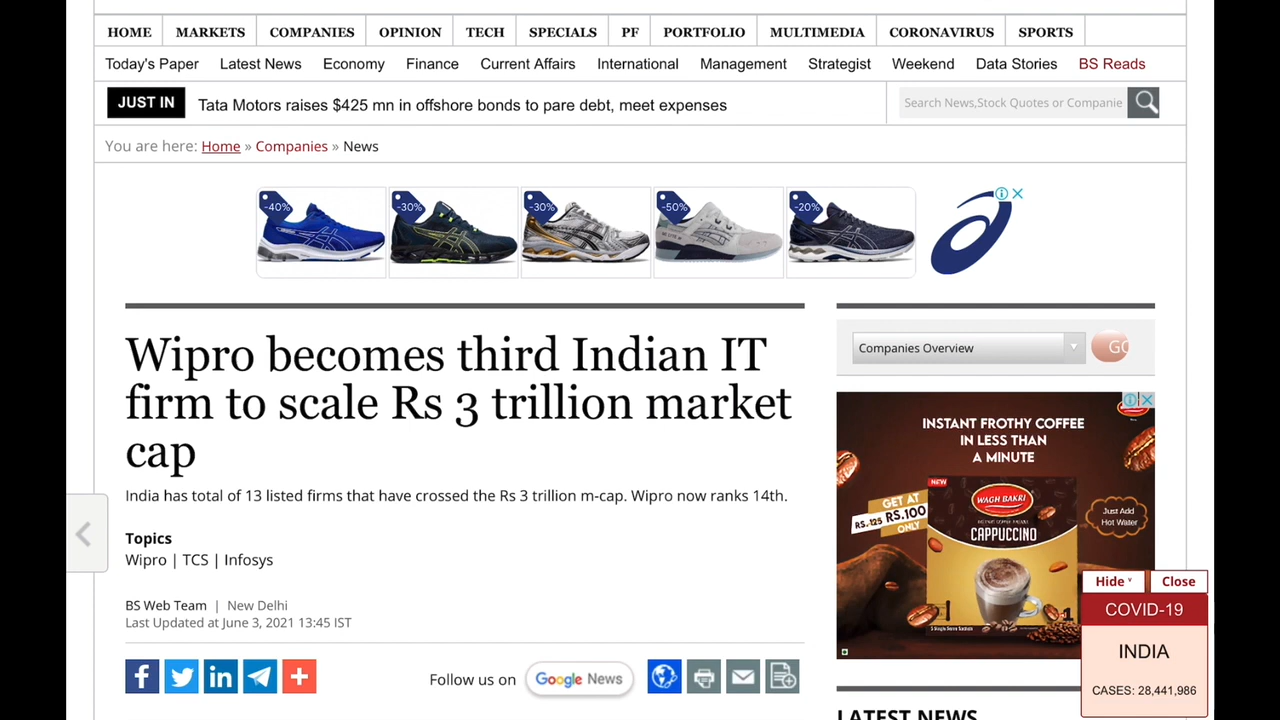 HOME MARKETS COMPANIES OPINION TECH SPECIALS PF PORTFOLIO MULTIMEDIA CORONAVIRUS SPORTS
Today's Paper Latest News Economy Finance Current Affairs International Management Strategist Weekend Data Stories BS Reads
JUST IN Tata Motors raises $425 mn in offshore bonds to pare debt, meet expenses
Search News,Stock Quotes or Companie
You are here: Home » Companies » News
-40% -30% -30% -50% -20%
Wipro becomes third Indian IT
firm to scale Rs 3 trillion market
cap
India has total of 13 listed firms that have crossed the Rs 3 trillion m-cap. Wipro now ranks 14th.
Topics
Wipro | TCS | Infosys
BS Web Team | New Delhi
Last Updated at June 3, 2021 13:45 IST
Follow us on Google News
Companies Overview GO
INSTANT FROTHY COFFEE
IN LESS THAN
A MINUTE
NEW
WAGH BAKRI
CAPPUCCINO
GET AT
RS. 125 RS.100
ONLY
Just Add
Hot Water
Hide Close
COVID-19
INDIA
CASES: 28,441,986
LATEST NEWS